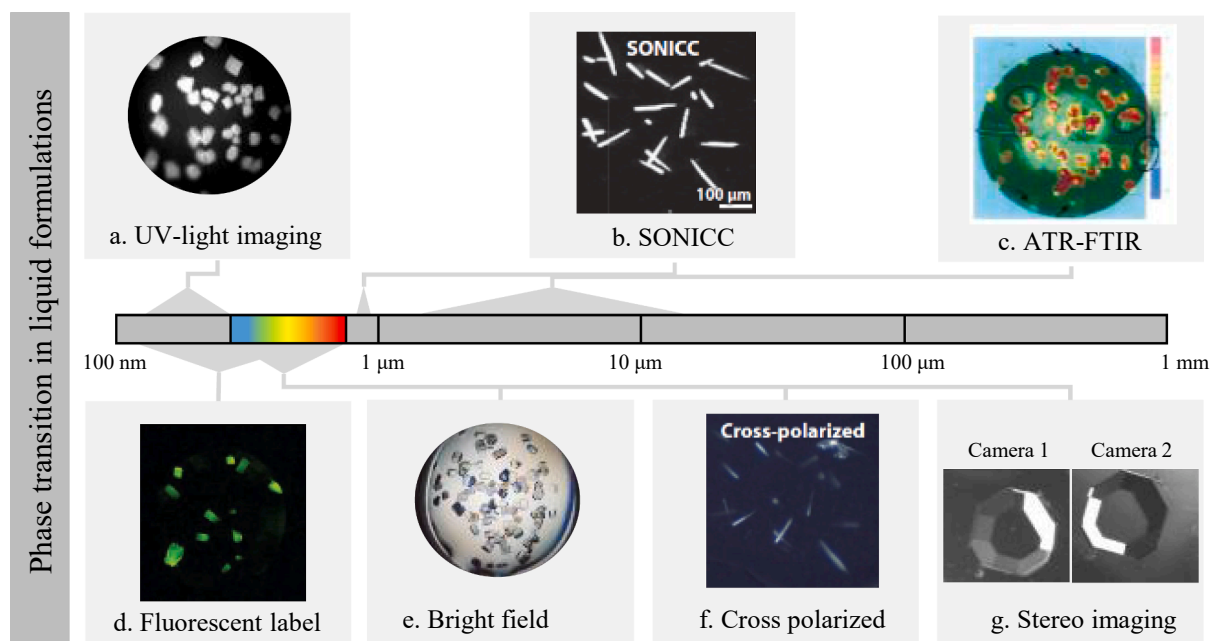 Phase transition in liquid formulations
SONICC
100 μm
a. UV-light imaging
b. SONICC
c. ATR-FTIR
100 nm
1 μm
10 μm
100 μm
1 mm
Cross-polarized
Camera 1
Camera 2
d. Fluorescent label
e. Bright field
f. Cross polarized
g. Stereo imaging